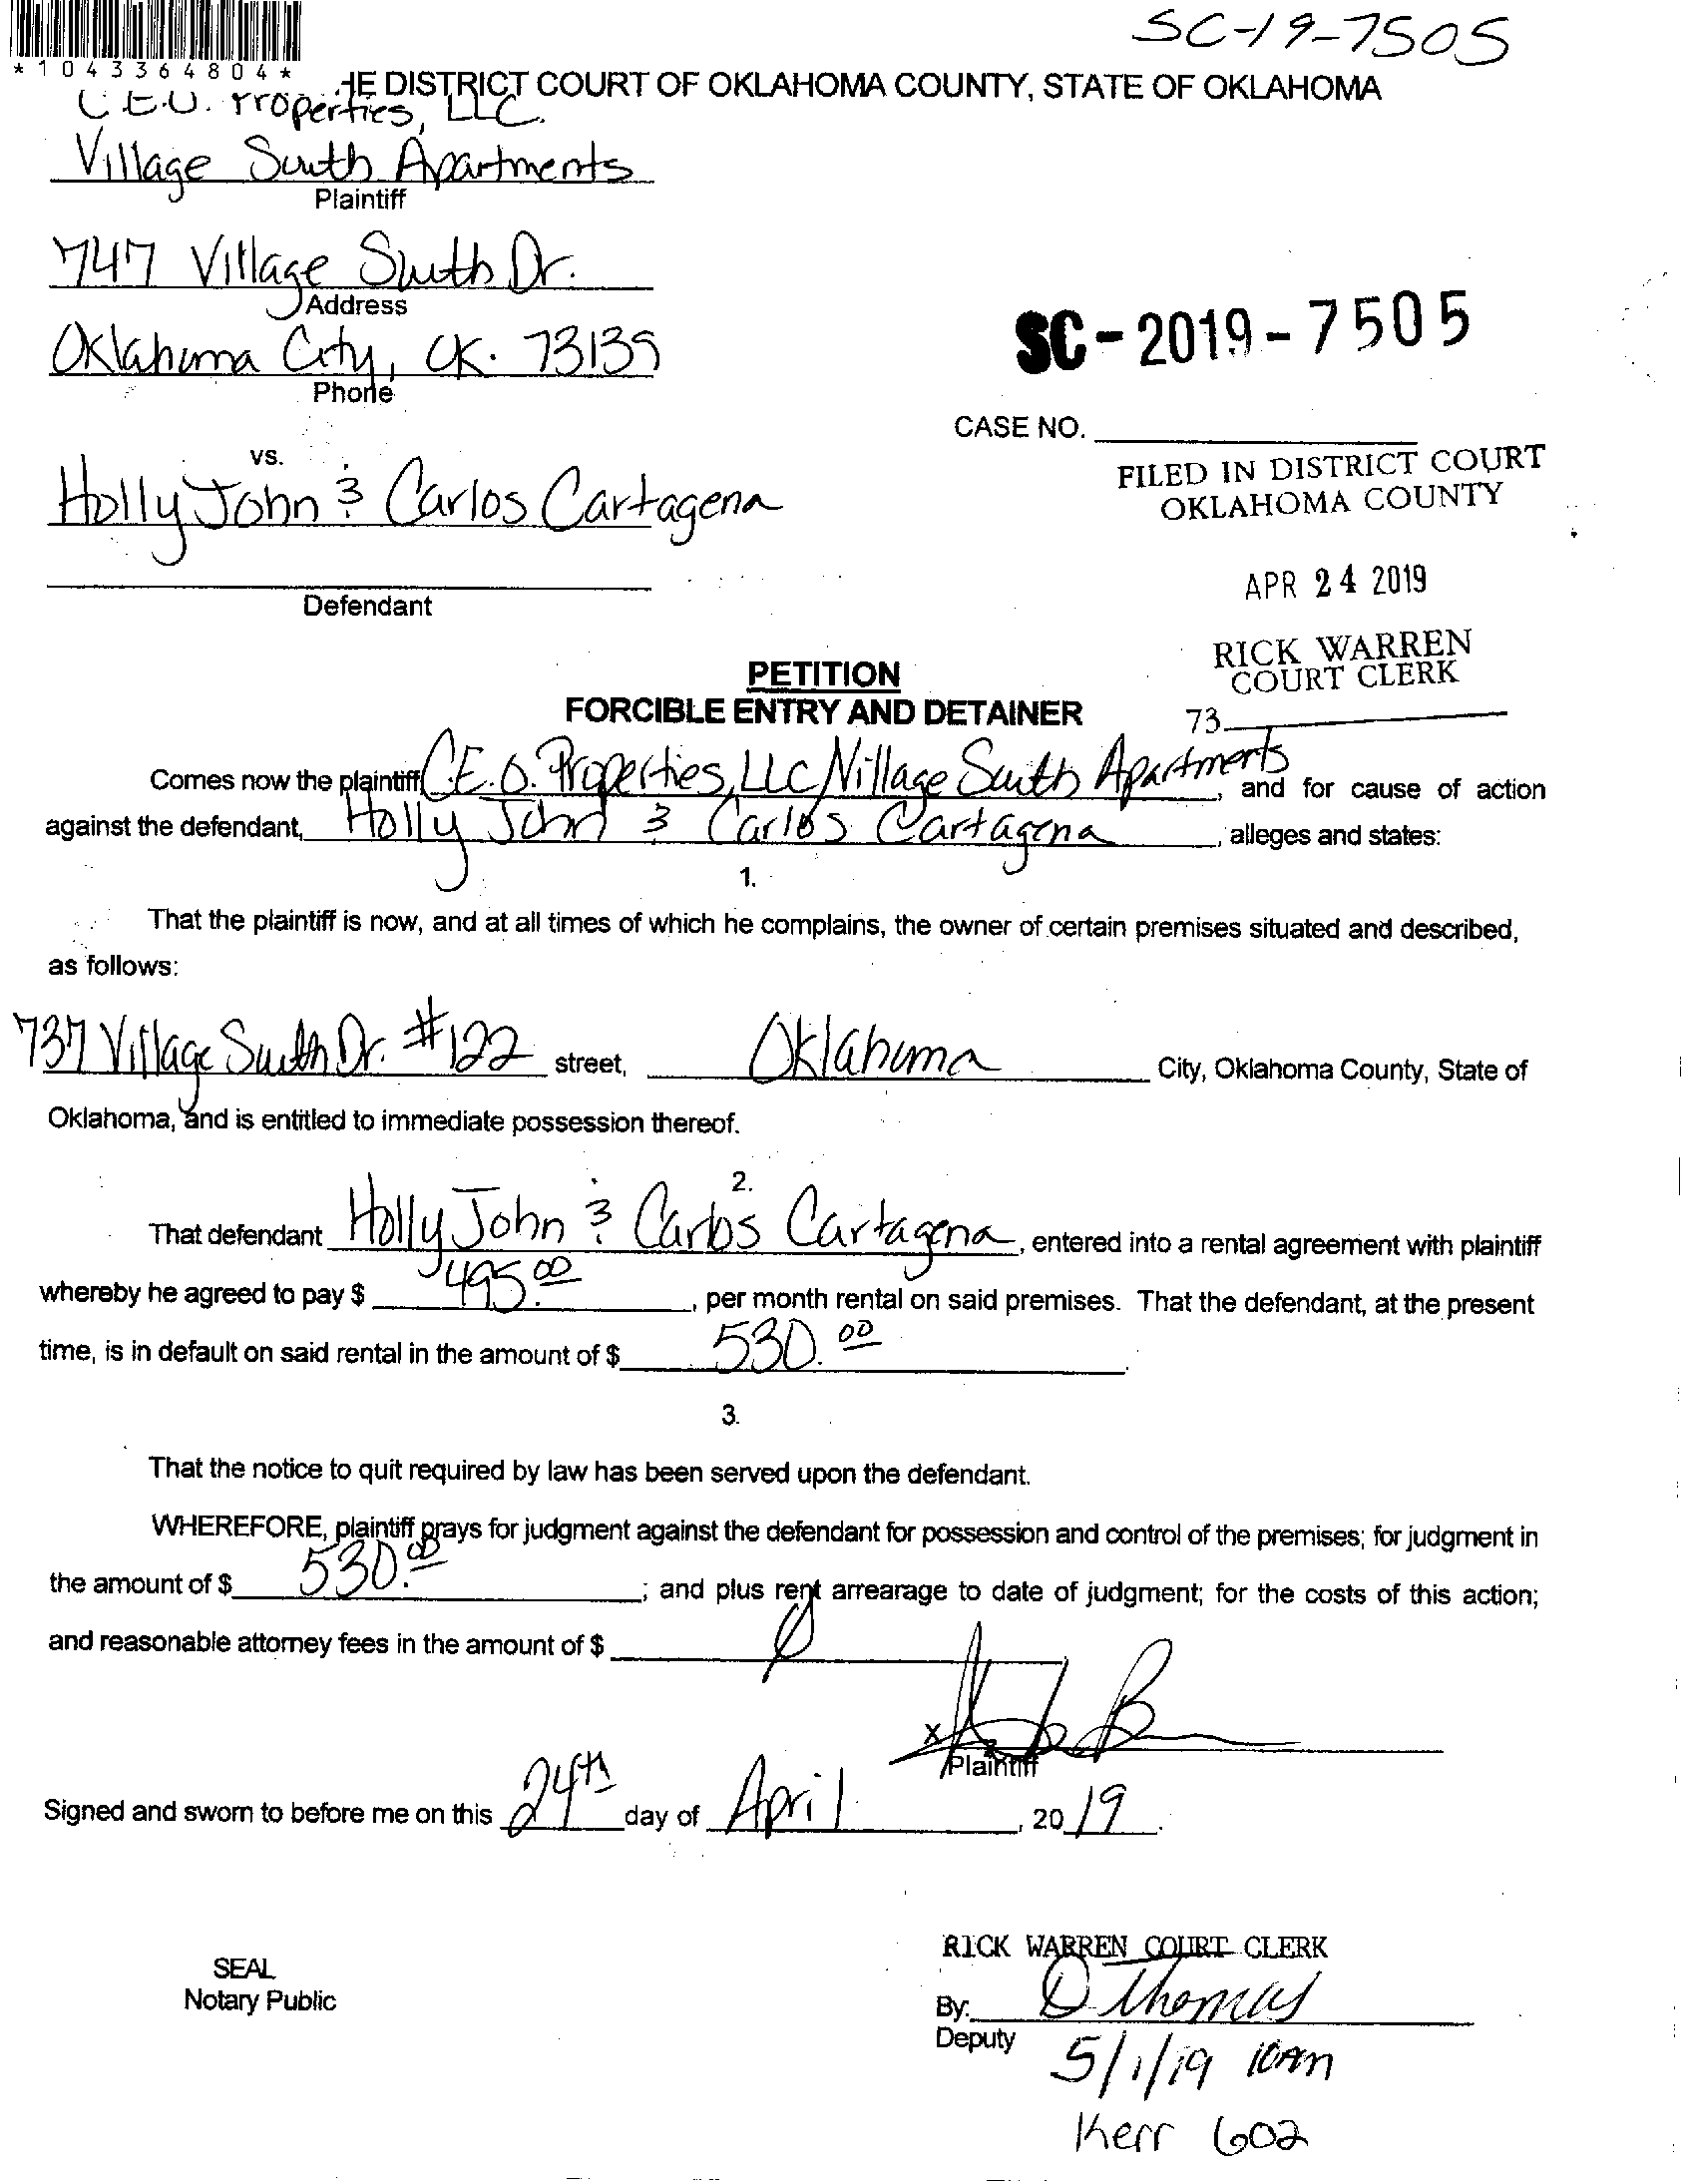 SC-19-7505
*1043364804*
HE DISTRICT COURT OF OKLAHOMA COUNTY, STATE OF OKLAHOMA
C.E.O. Properties, LLC.
Village South Apartments
Plaintiff
747 Village South Dr.
Address
Oklahoma City, OK. 73139
Phone
SC-2019-7505
CASE NO.
vs.
FILED IN DISTRICT COURT
OKLAHOMA COUNTY
Holly John & Carlos Cartagena
APR 24 2019
Defendant
RICK WARREN
COURT CLERK
PETITION
FORCIBLE ENTRY AND DETAINER
73
Comes now the plaintiff, C.E.O. Properties, LLC/Village South Apartments, and for cause of action
against the defendant, Holly John & Carlos Cartagena, alleges and states:
1.
That the plaintiff is now, and at all times of which he complains, the owner of certain premises situated and described,
as follows:
737 Village South Dr. #122 street, Oklahoma City, Oklahoma County, State of
Oklahoma, and is entitled to immediate possession thereof.
2.
That defendant Holly John & Carlos Cartagena, entered into a rental agreement with plaintiff
whereby he agreed to pay $ 495.00, per month rental on said premises. That the defendant, at the present
time, is in default on said rental in the amount of $ 530.00.
3.
That the notice to quit required by law has been served upon the defendant.
WHEREFORE, plaintiff prays for judgment against the defendant for possession and control of the premises; for judgment in
the amount of $ 530.00; and plus rent arrearage to date of judgment; for the costs of this action;
and reasonable attorney fees in the amount of $ Ø
X
Plaintiff
Signed and sworn to before me on this 24th day of April, 2019.
RICK WARREN COURT CLERK
SEAL
Notary Public
By: D Thomas
Deputy
5/1/19 10am
Kerr 602